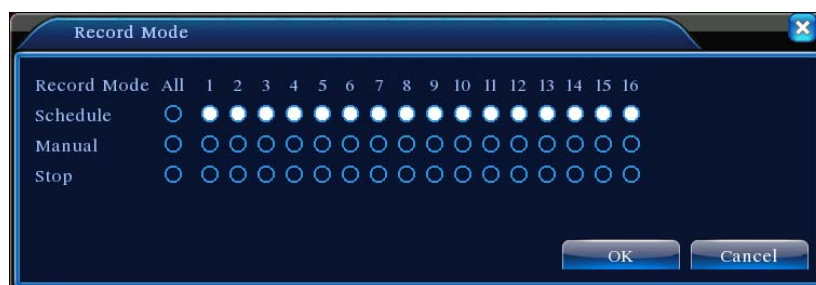 Record Mode
Record Mode All 1 2 3 4 5 6 7 8 9 10 11 12 13 14 15 16
Schedule
Manual
Stop
OK Cancel